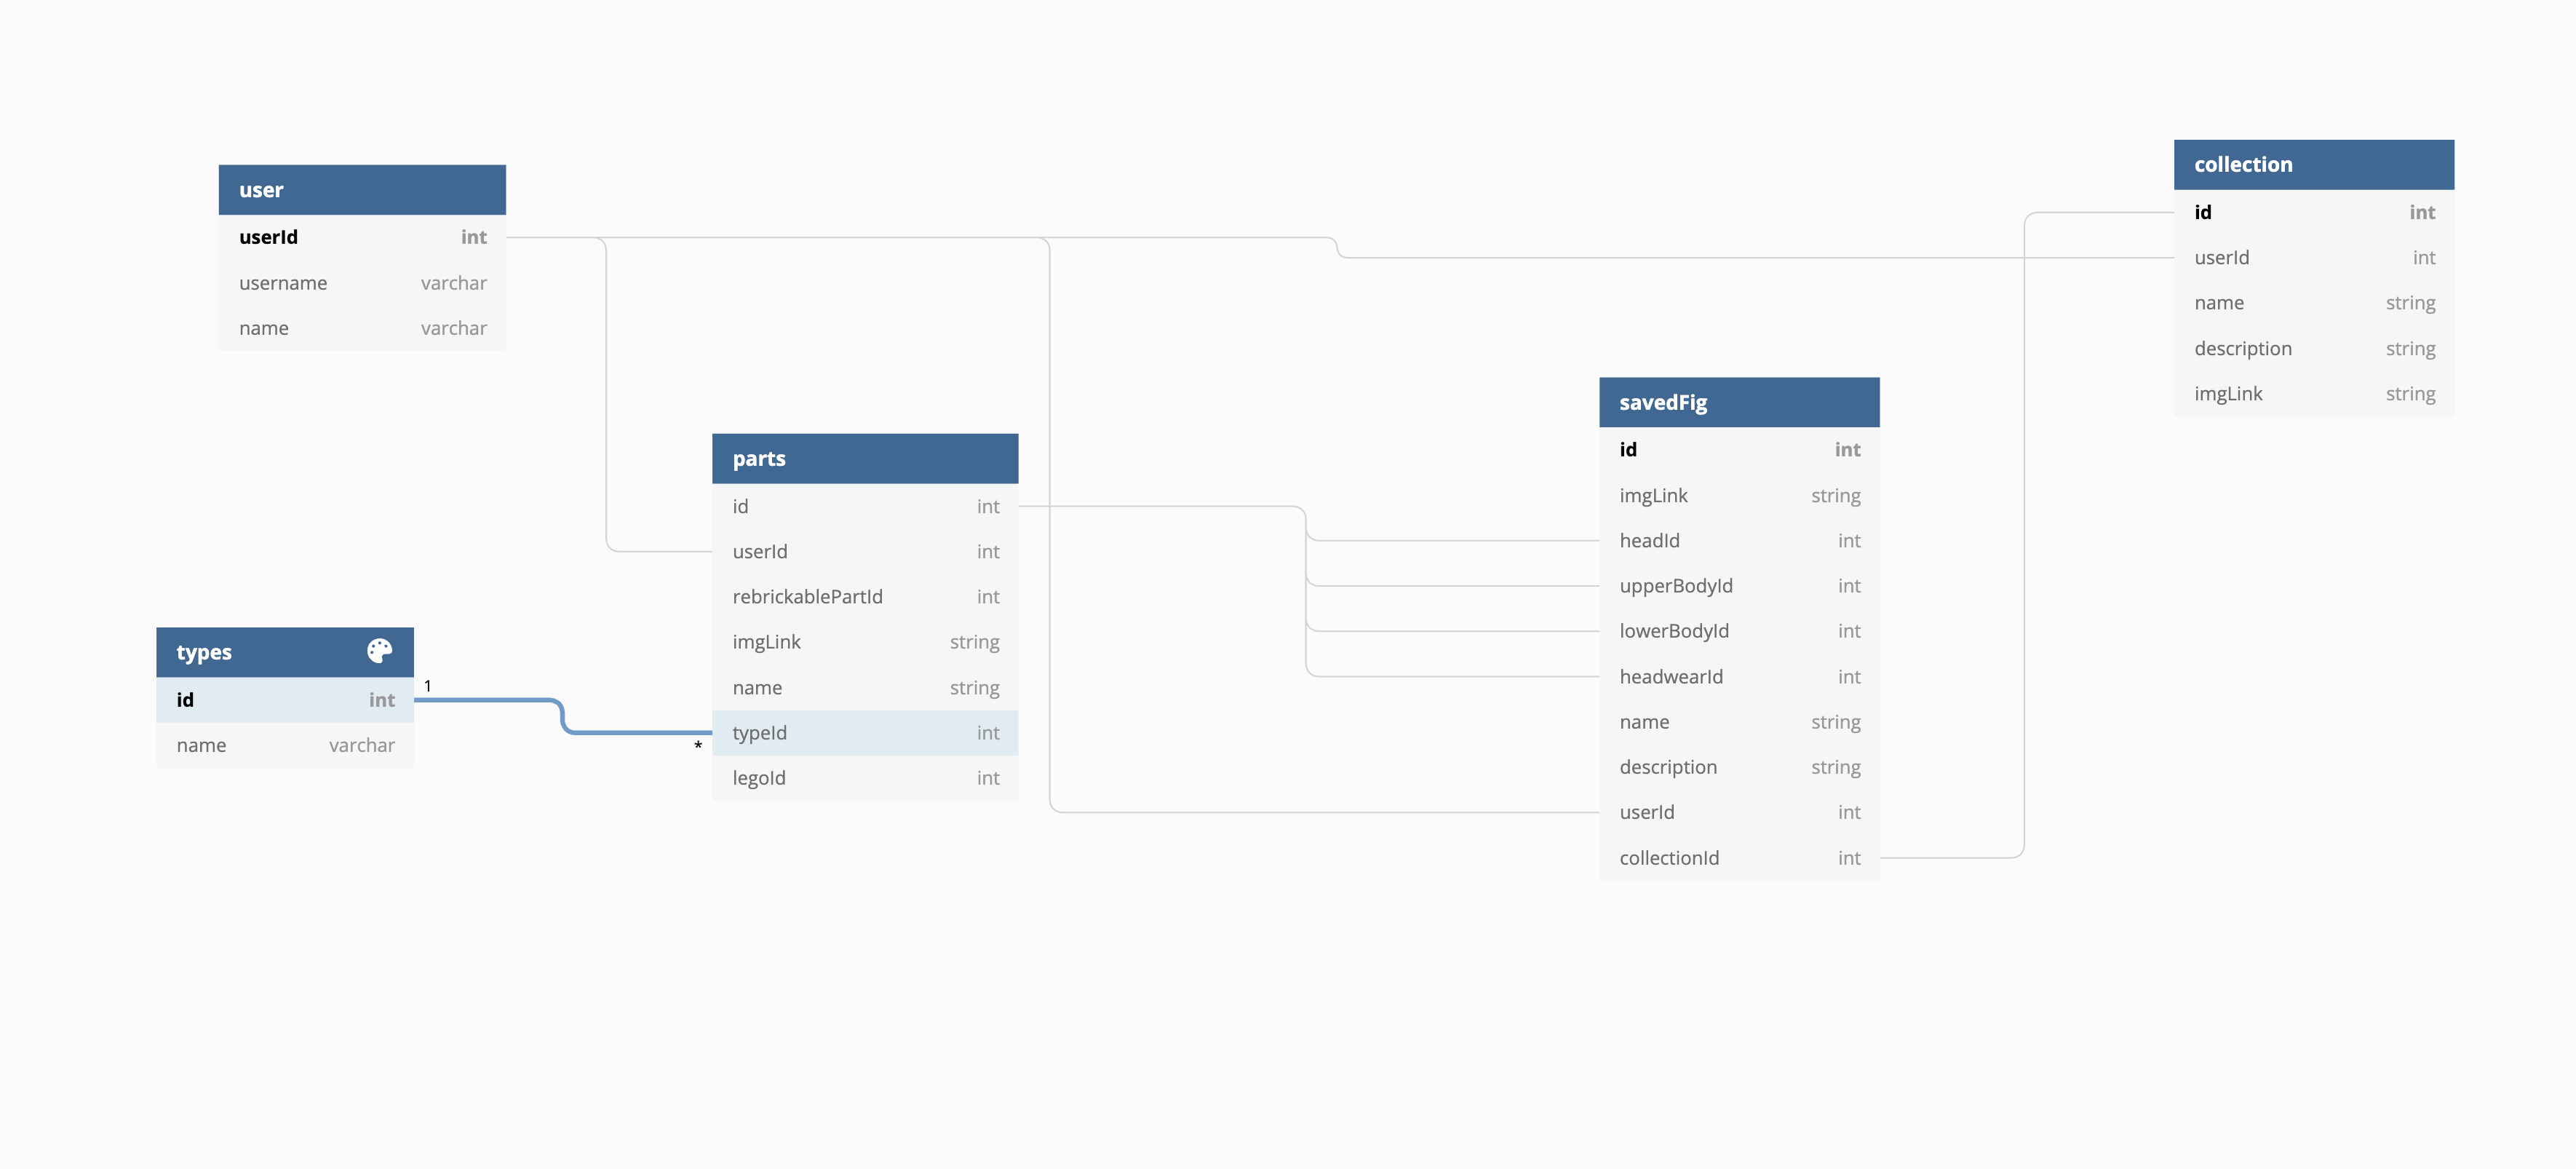 user
userId int
username varchar
name varchar
collection
id int
userId int
name string
description string
imgLink string
savedFig
id int
imgLink string
headId int
upperBodyId int
lowerBodyId int
headwearId int
name string
description string
userId int
collectionId int
parts
id int
userId int
rebrickablePartId int
imgLink string
name string
typeId int
legoId int
types
id int
name varchar
1
*